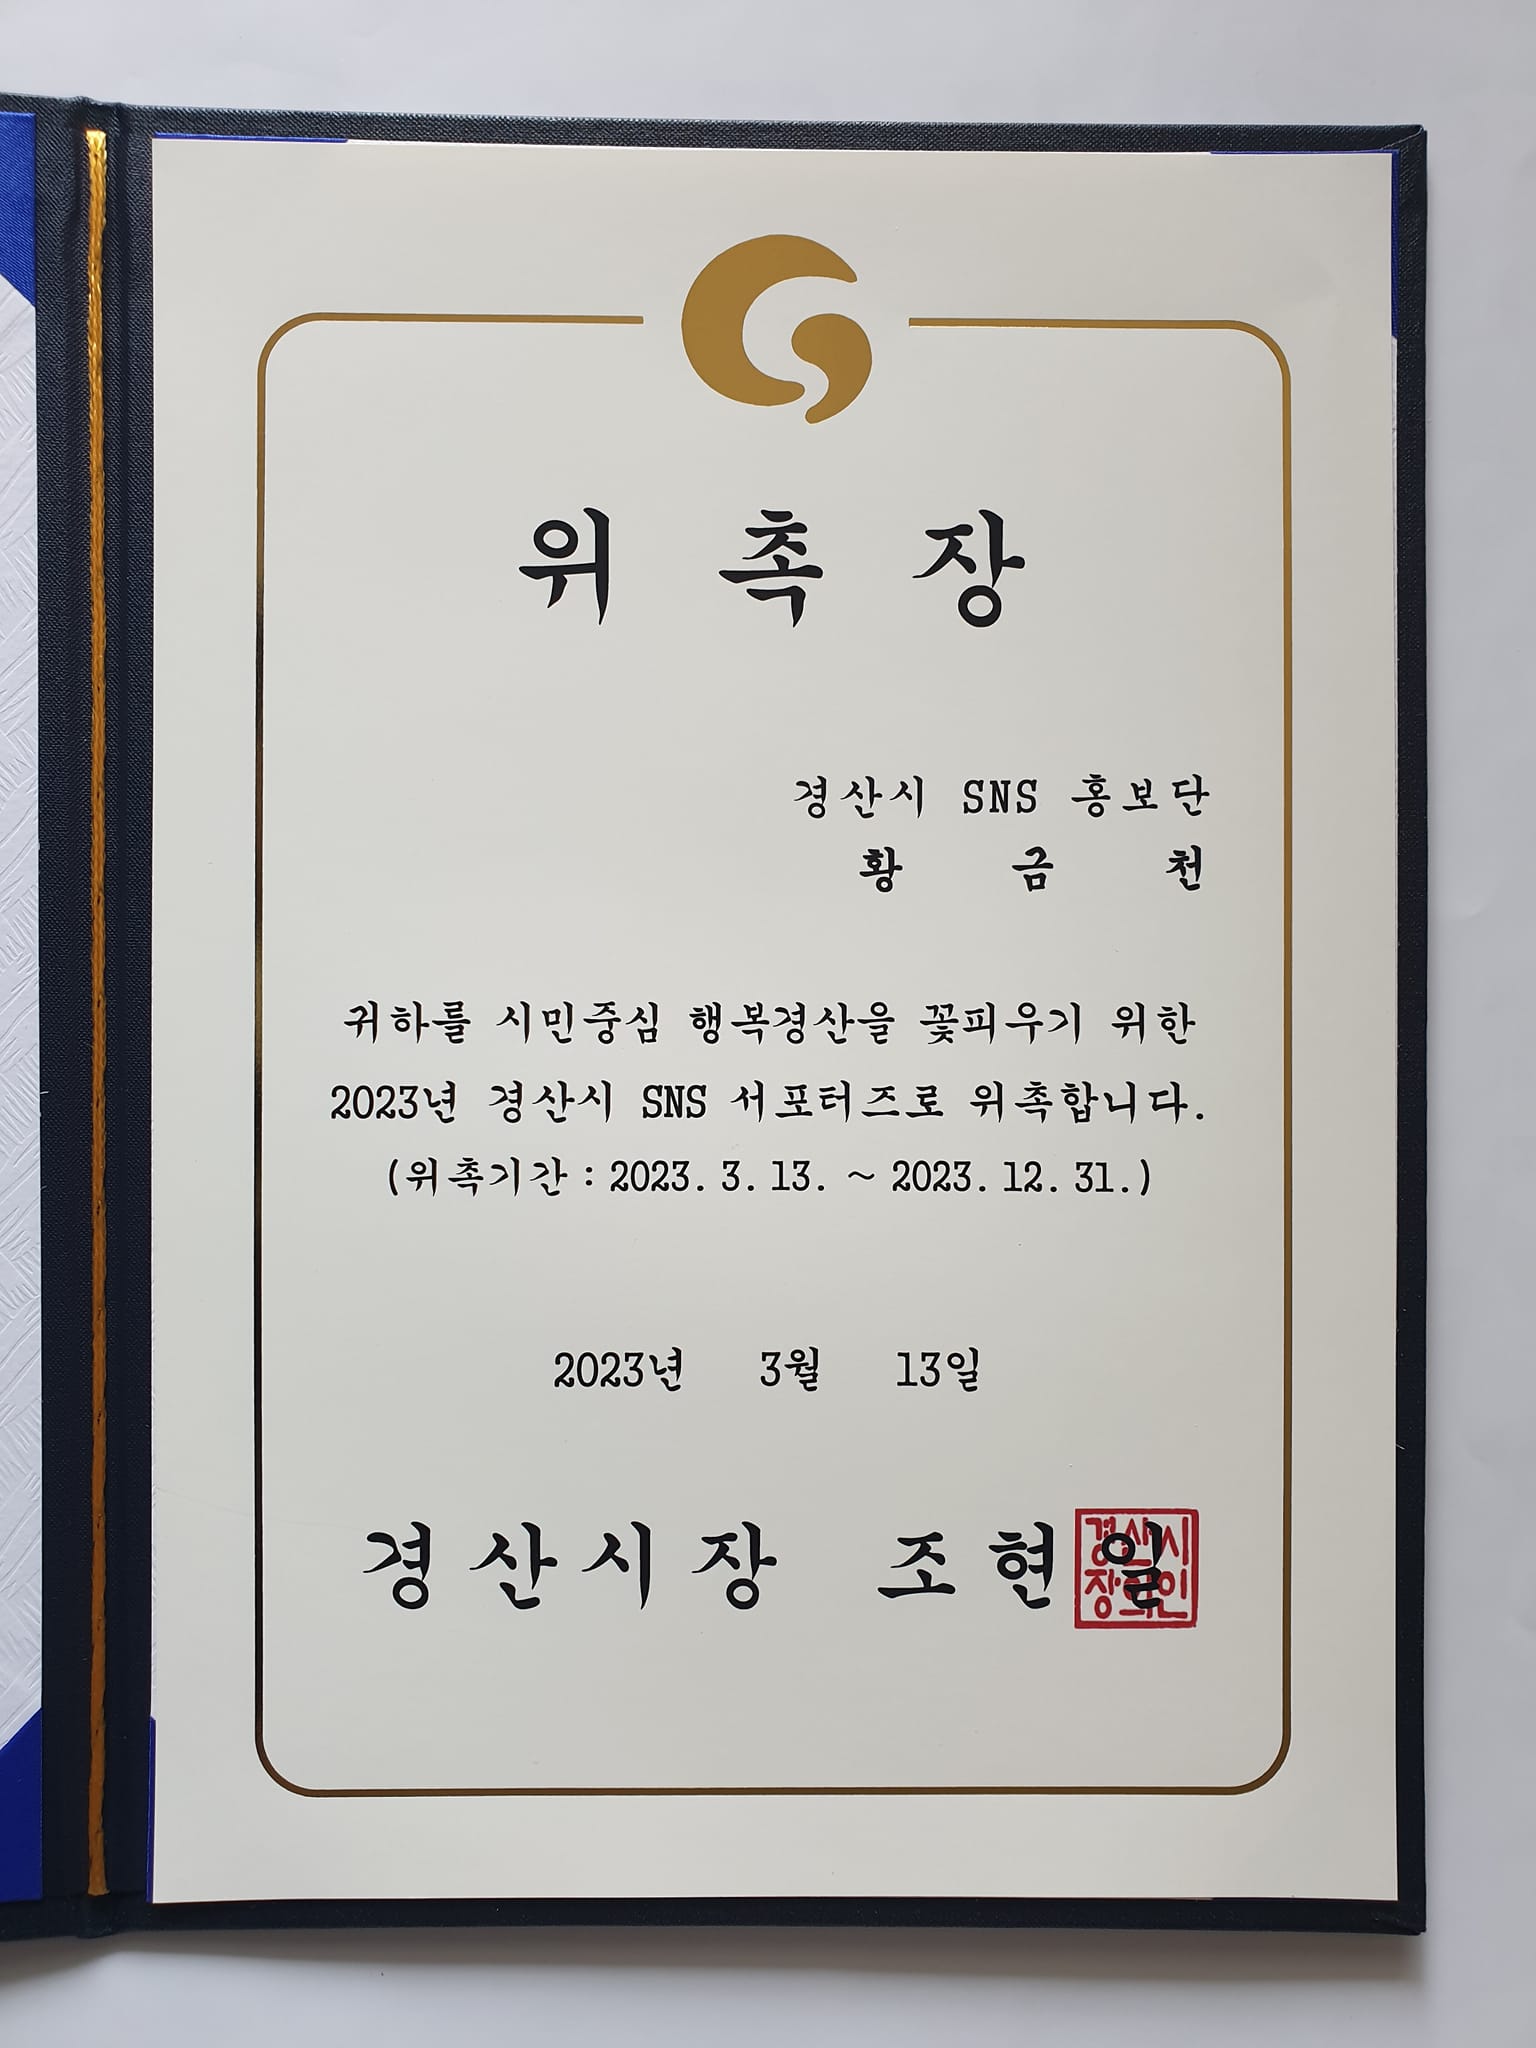 위 촉 장
경산시 SNS 홍보단
황 금 천
귀하를 시민중심 행복경산을 꽃피우기 위한
2023년 경산시 SNS 서포터즈로 위촉합니다.
(위촉기간 : 2023. 3. 13. ~ 2023. 12. 31.)
2023년 3월 13일
경산시장 조현일
경산시
장의인